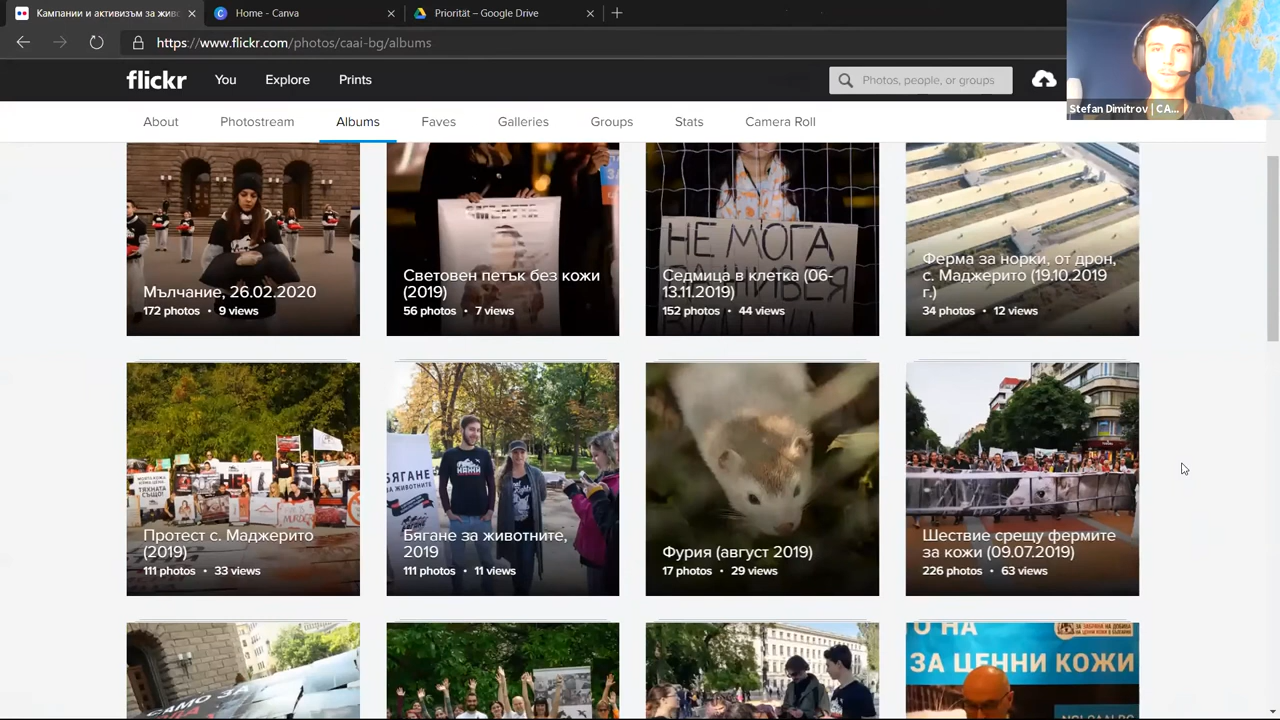 Кампании и активизъм за живо
Home - Canva
Priorität – Google Drive
https://www.flickr.com/photos/caai-bg/albums
flickr
You
Explore
Prints
Photos, people, or groups
Stefan Dimitrov | CA...
About
Photostream
Albums
Faves
Galleries
Groups
Stats
Camera Roll
Мълчание, 26.02.2020
172 photos • 9 views
Световен петък без кожи
(2019)
56 photos • 7 views
НЕ МОГА
Седмица в клетка (06-
13.11.2019)
152 photos • 44 views
Ферма за норки, от дрон,
с. Маджерито (19.10.2019
г.)
34 photos • 12 views
Протест с. Маджерито
(2019)
111 photos • 33 views
БЯГАНЕ
Бягане за животните,
2019
111 photos • 11 views
Фурия (август 2019)
17 photos • 29 views
Шествие срещу фермите
за кожи (09.07.2019)
226 photos • 63 views
САМО ЗА
ЗА ЦЕННИ КОЖИ